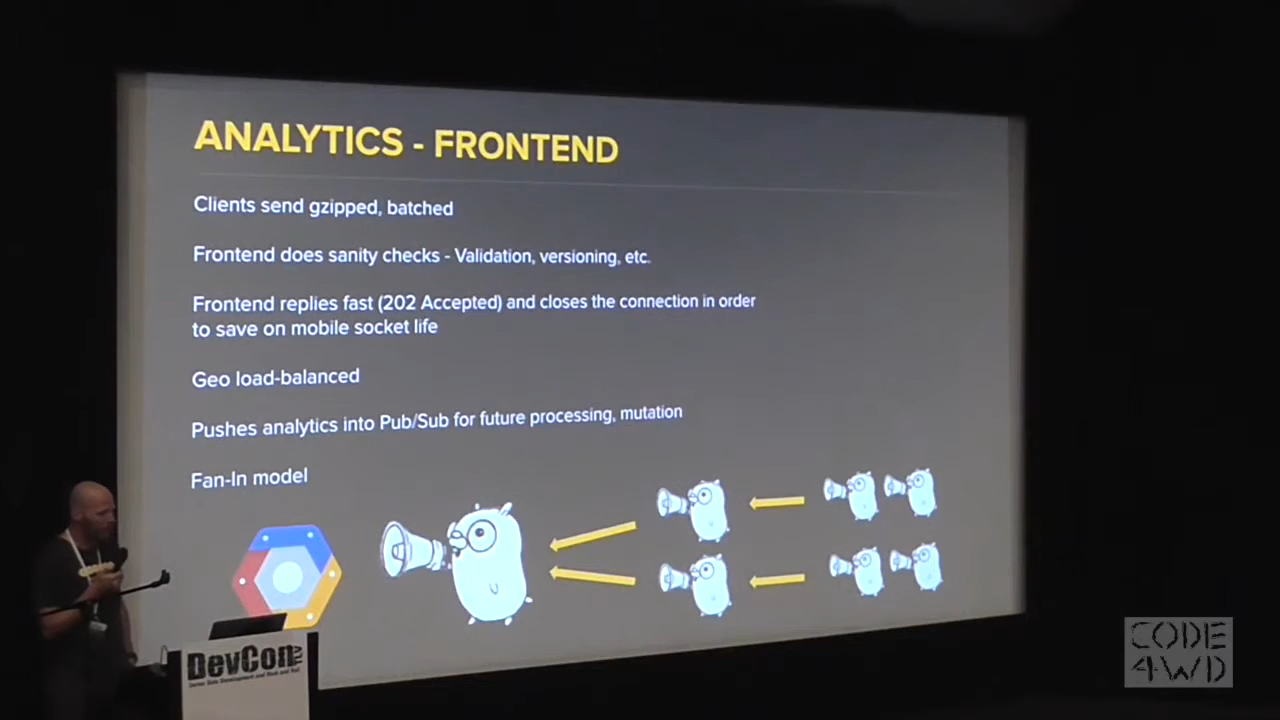 ANALYTICS - FRONTEND
Clients send gzipped, batched
Frontend does sanity checks - Validation, versioning, etc.
Frontend replies fast (202 Accepted) and closes the connection in order
to save on mobile socket life
Geo load-balanced
Pushes analytics into Pub/Sub for future processing, mutation
Fan-In model
DevCon TLV
CODE
4WD